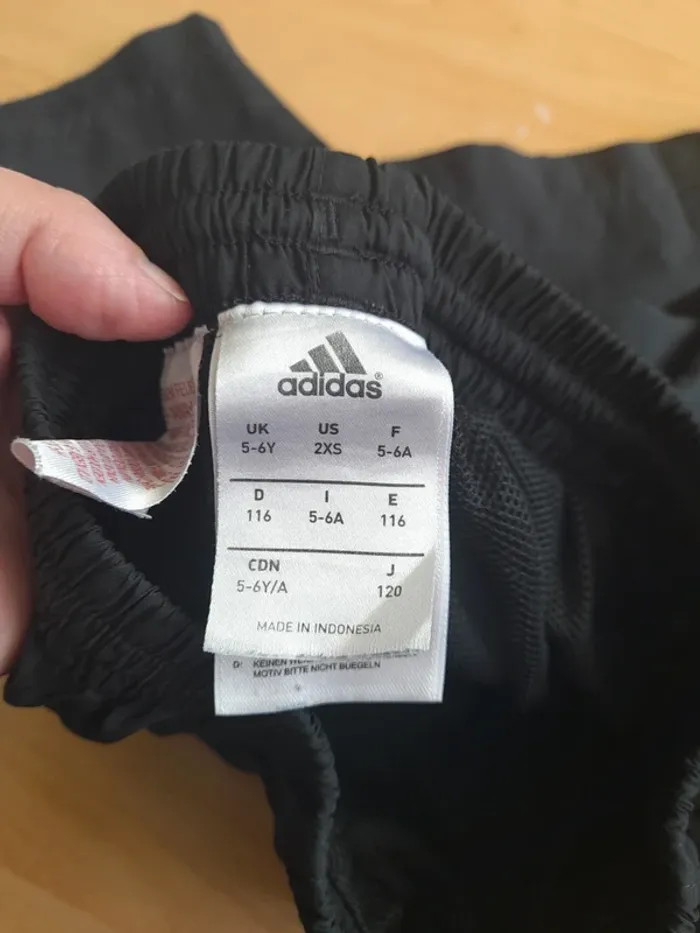 adidas®
UK US F
5-6Y 2XS 5-6A
D I E
116 5-6A 116
CDN J
5-6Y/A 120
MADE IN INDONESIA
D: KEINEN
MOTIV BITTE NICHT BUEGELN